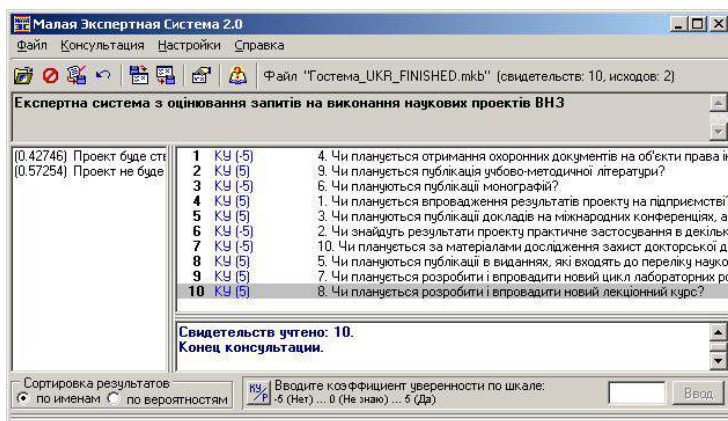 Малая Экспертная Система 2.0
Файл Консультация Настройки Справка
Файл "Гостема_UKR_FINISHED.mkb" (свидетельств: 10, исходов: 2)
Експертна система з оцінювання запитів на виконання наукових проектів ВНЗ
(0.42746) Проект буде ств
(0.57254) Проект не буде
1 КУ (-5) 4. Чи планується отримання охоронних документів на об'єкти права ін
2 КУ (5) 9. Чи планується публікація учбово-методичної літератури?
3 КУ (-5) 6. Чи плануються публікації монографій?
4 КУ (-5) 1. Чи планується впровадження результатів проекту на підприємстві?
5 КУ (5) 3. Чи плануються публікації докладів на міжнародних конференціях, а
6 КУ (-5) 2. Чи знайдуть результати проекту практичне застосування в декільк
7 КУ (-5) 10. Чи планується за матеріалами дослідження захист докторської д
8 КУ (5) 5. Чи плануються публікації в виданнях, які входять до переліку науко
9 КУ (5) 7. Чи планується розробити і впровадити новий цикл лабораторних ро
10 КУ (5) 8. Чи планується розробити і впровадити новий лекціонний курс?
Свидетельств учтено: 10.
Конец консультации.
Сортировка результатов
по именам по вероятностям
КУ/Р
Вводите коэффициент уверенности по шкале:
-5 (Нет) ... 0 (Не знаю) ... 5 (Да)
Ввод